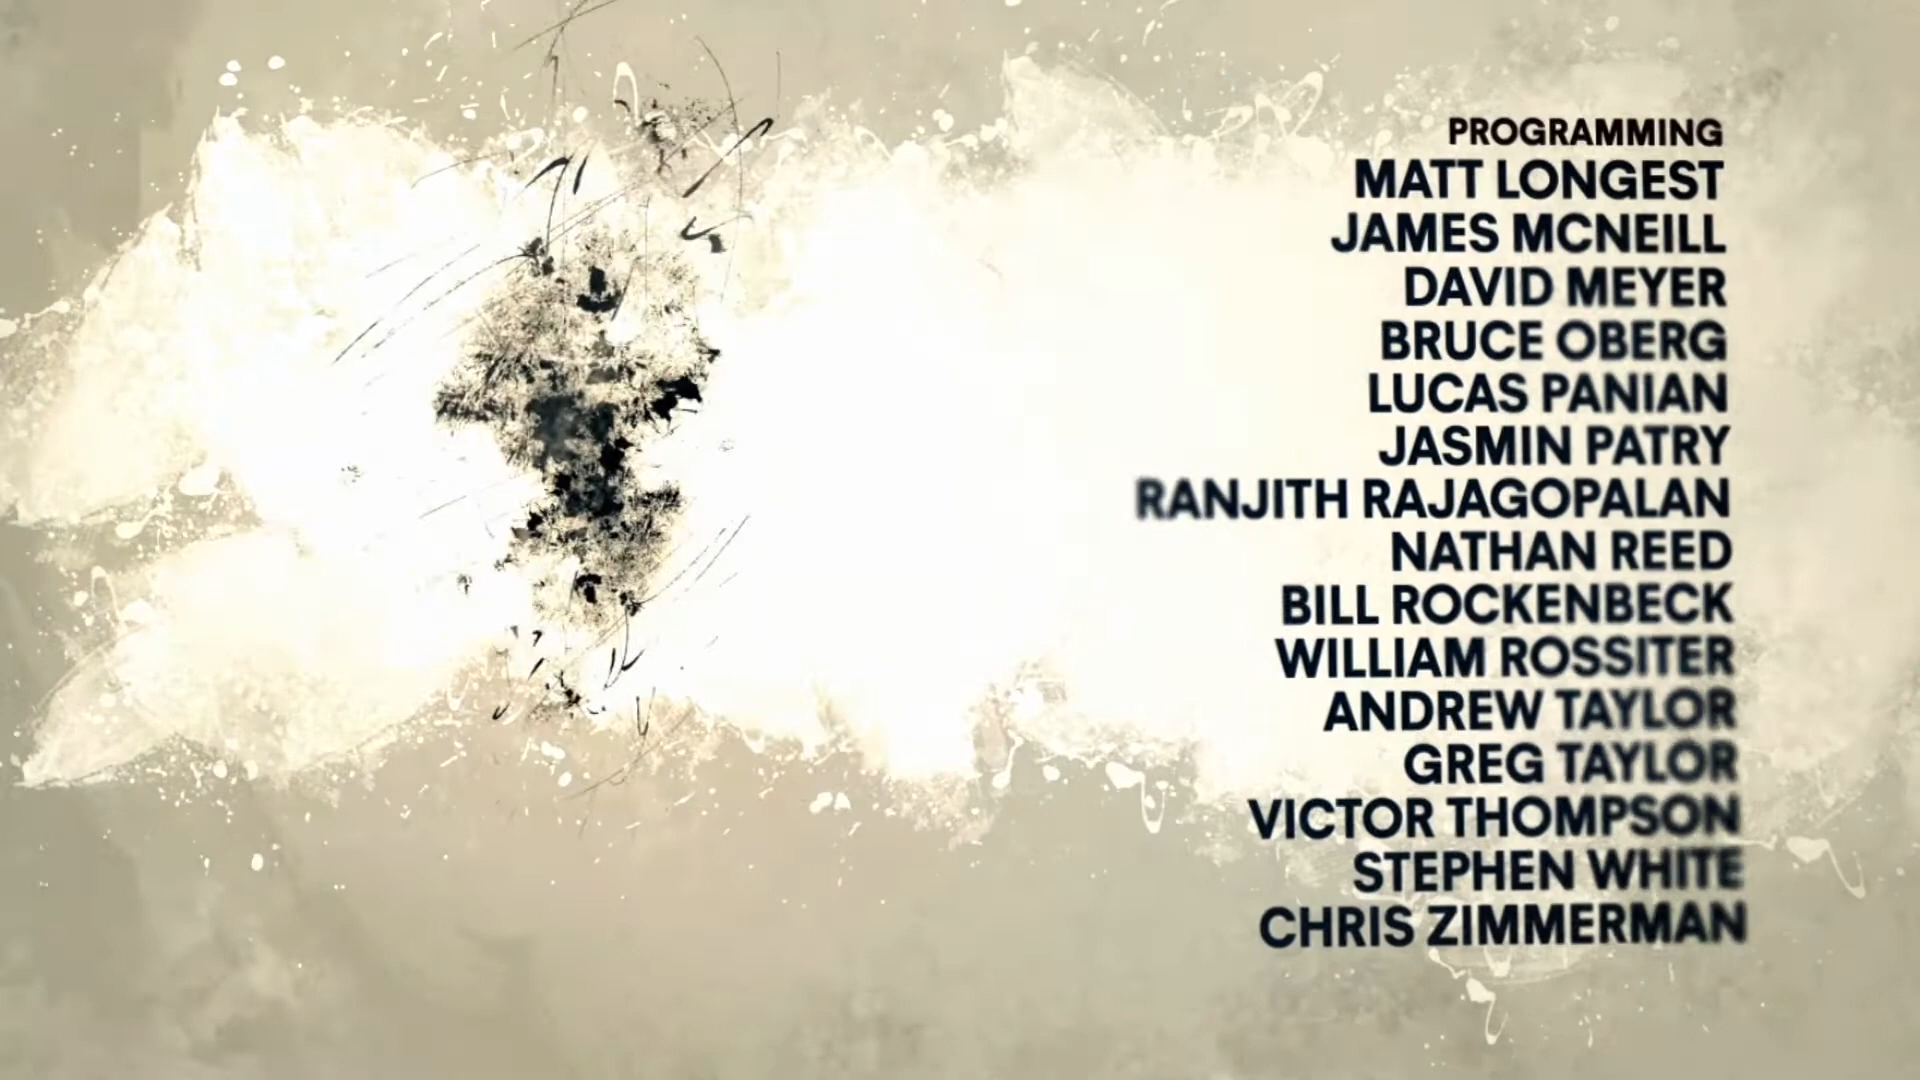 PROGRAMMING
MATT LONGEST
JAMES MCNEILL
DAVID MEYER
BRUCE OBERG
LUCAS PANIAN
JASMIN PATRY
RANJITH RAJAGOPALAN
NATHAN REED
BILL ROCKENBECK
WILLIAM ROSSITER
ANDREW TAYLOR
GREG TAYLOR
VICTOR THOMPSON
STEPHEN WHITE
CHRIS ZIMMERMAN